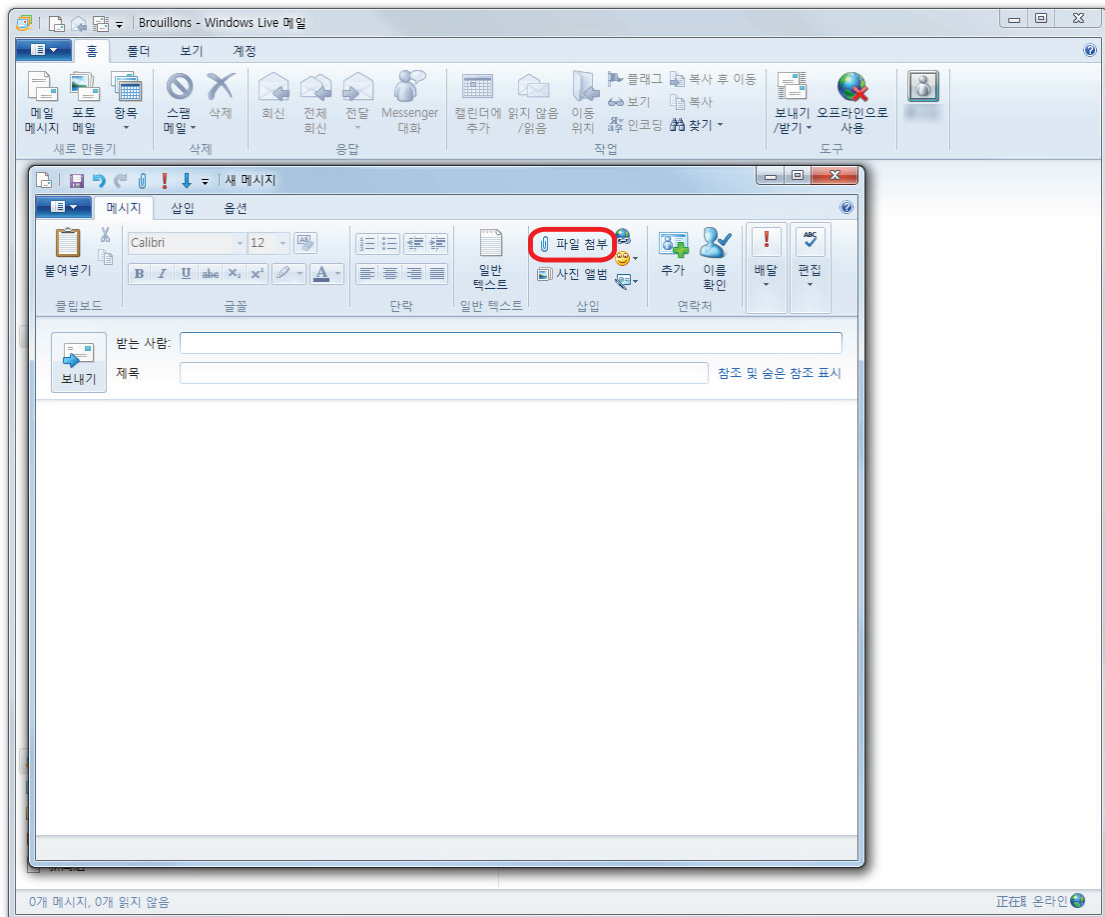 Brouillons - Windows Live 메일
홈 폴더 보기 계정
메일 메시지
포토 메일
항목
스팸 메일
삭제
회신
전체 회신
전달
Messenger 대화
캘린더에 추가
읽지 않음 /읽음
이동 위치
플래그
보기
인코딩
복사 후 이동
복사
찾기
보내기 /받기
오프라인으로 사용
새로 만들기 삭제 응답 작업 도구
새 메시지
메시지 삽입 옵션
붙여넣기
Calibri 12
B I U abc X₂ X²
A
일반 텍스트
파일 첨부
사진 앨범
추가
이름 확인
배달
ABC
편집
클립보드 글꼴 단락 일반 텍스트 삽입 연락처
보내기
받는 사람:
제목
참조 및 숨은 참조 표시
0개 메시지, 0개 읽지 않음
온라인